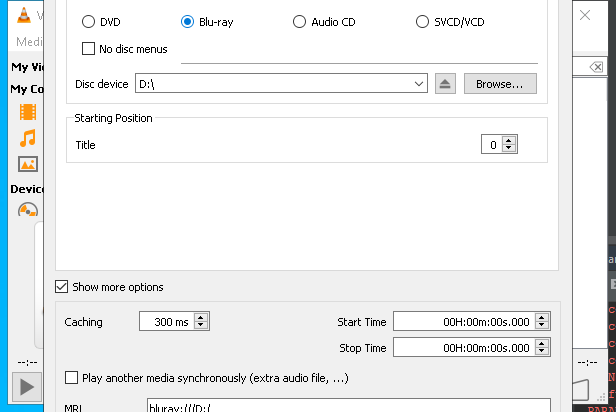 V
DVD Blu-ray Audio CD SVCD/VCD
Medi
No disc menus
My Vi
Disc device D:\ Browse...
My Co
Starting Position
Title 0
Device
Show more options
Caching 300 ms Start Time 00H:00m:00s.000
Stop Time 00H:00m:00s.000
--:-- --:--
Play another media synchronously (extra audio file, ...)
MRL bluray:///D:/